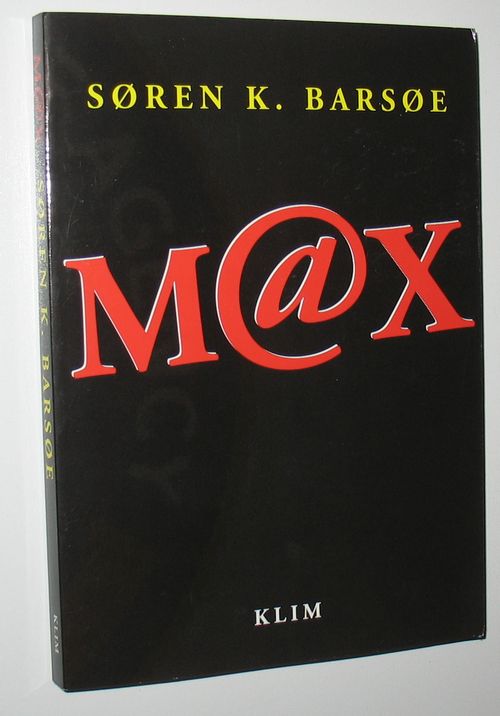 SØREN K. BARSØE
M@X
KLIM
M@X SØREN K. BARSØE
KLIM